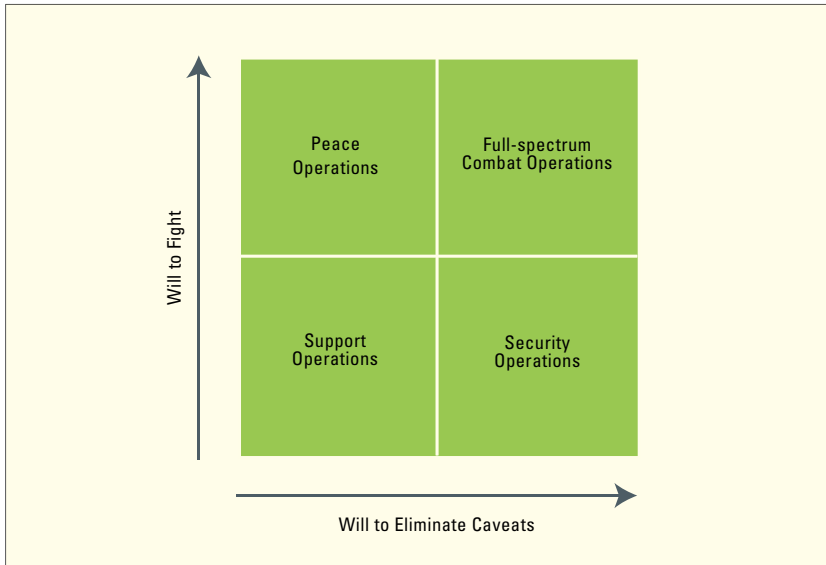 Peace
Operations
Full-spectrum
Combat Operations
Will to Fight
Support
Operations
Security
Operations
Will to Eliminate Caveats